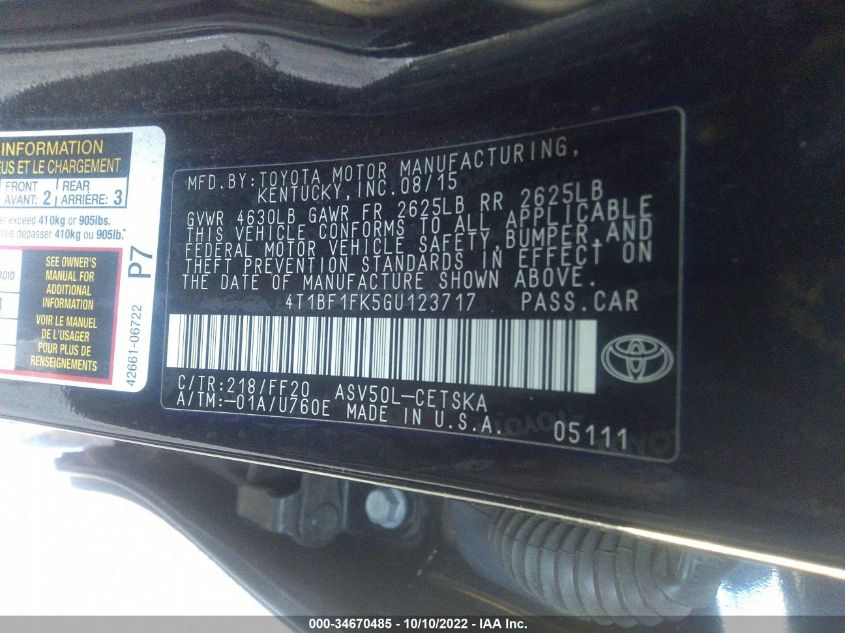 INFORMATION
EUS ET LE CHARGEMENT
FRONT
AVANT: 2
REAR
ARRIÈRE: 3
exceed 410kg or 905lbs.
dépasser 410kg ou 905lb.
SEE OWNER'S
MANUAL FOR
ADDITIONAL
INFORMATION
VOIR LE MANUEL
DE L'USAGER
POUR PLUS DE
RENSEIGNEMENTS
P7
42661-06722
MFD.BY:TOYOTA MOTOR MANUFACTURING,
KENTUCKY,INC.08/15
GVWR 4630LB GAWR FR 2625LB RR 2625LB
THIS VEHICLE CONFORMS TO ALL APPLICABLE
FEDERAL MOTOR VEHICLE SAFETY,BUMPER,AND
THEFT PREVENTION STANDARDS IN EFFECT ON
THE DATE OF MANUFACTURE SHOWN ABOVE.
4T1BF1FK5GU123717 PASS.CAR
C/TR:218/FF20 ASV50L-CETSKA
A/TM:-01A/U760E MADE IN U.S.A.
05111
000-34670485 - 10/10/2022 - IAA Inc.